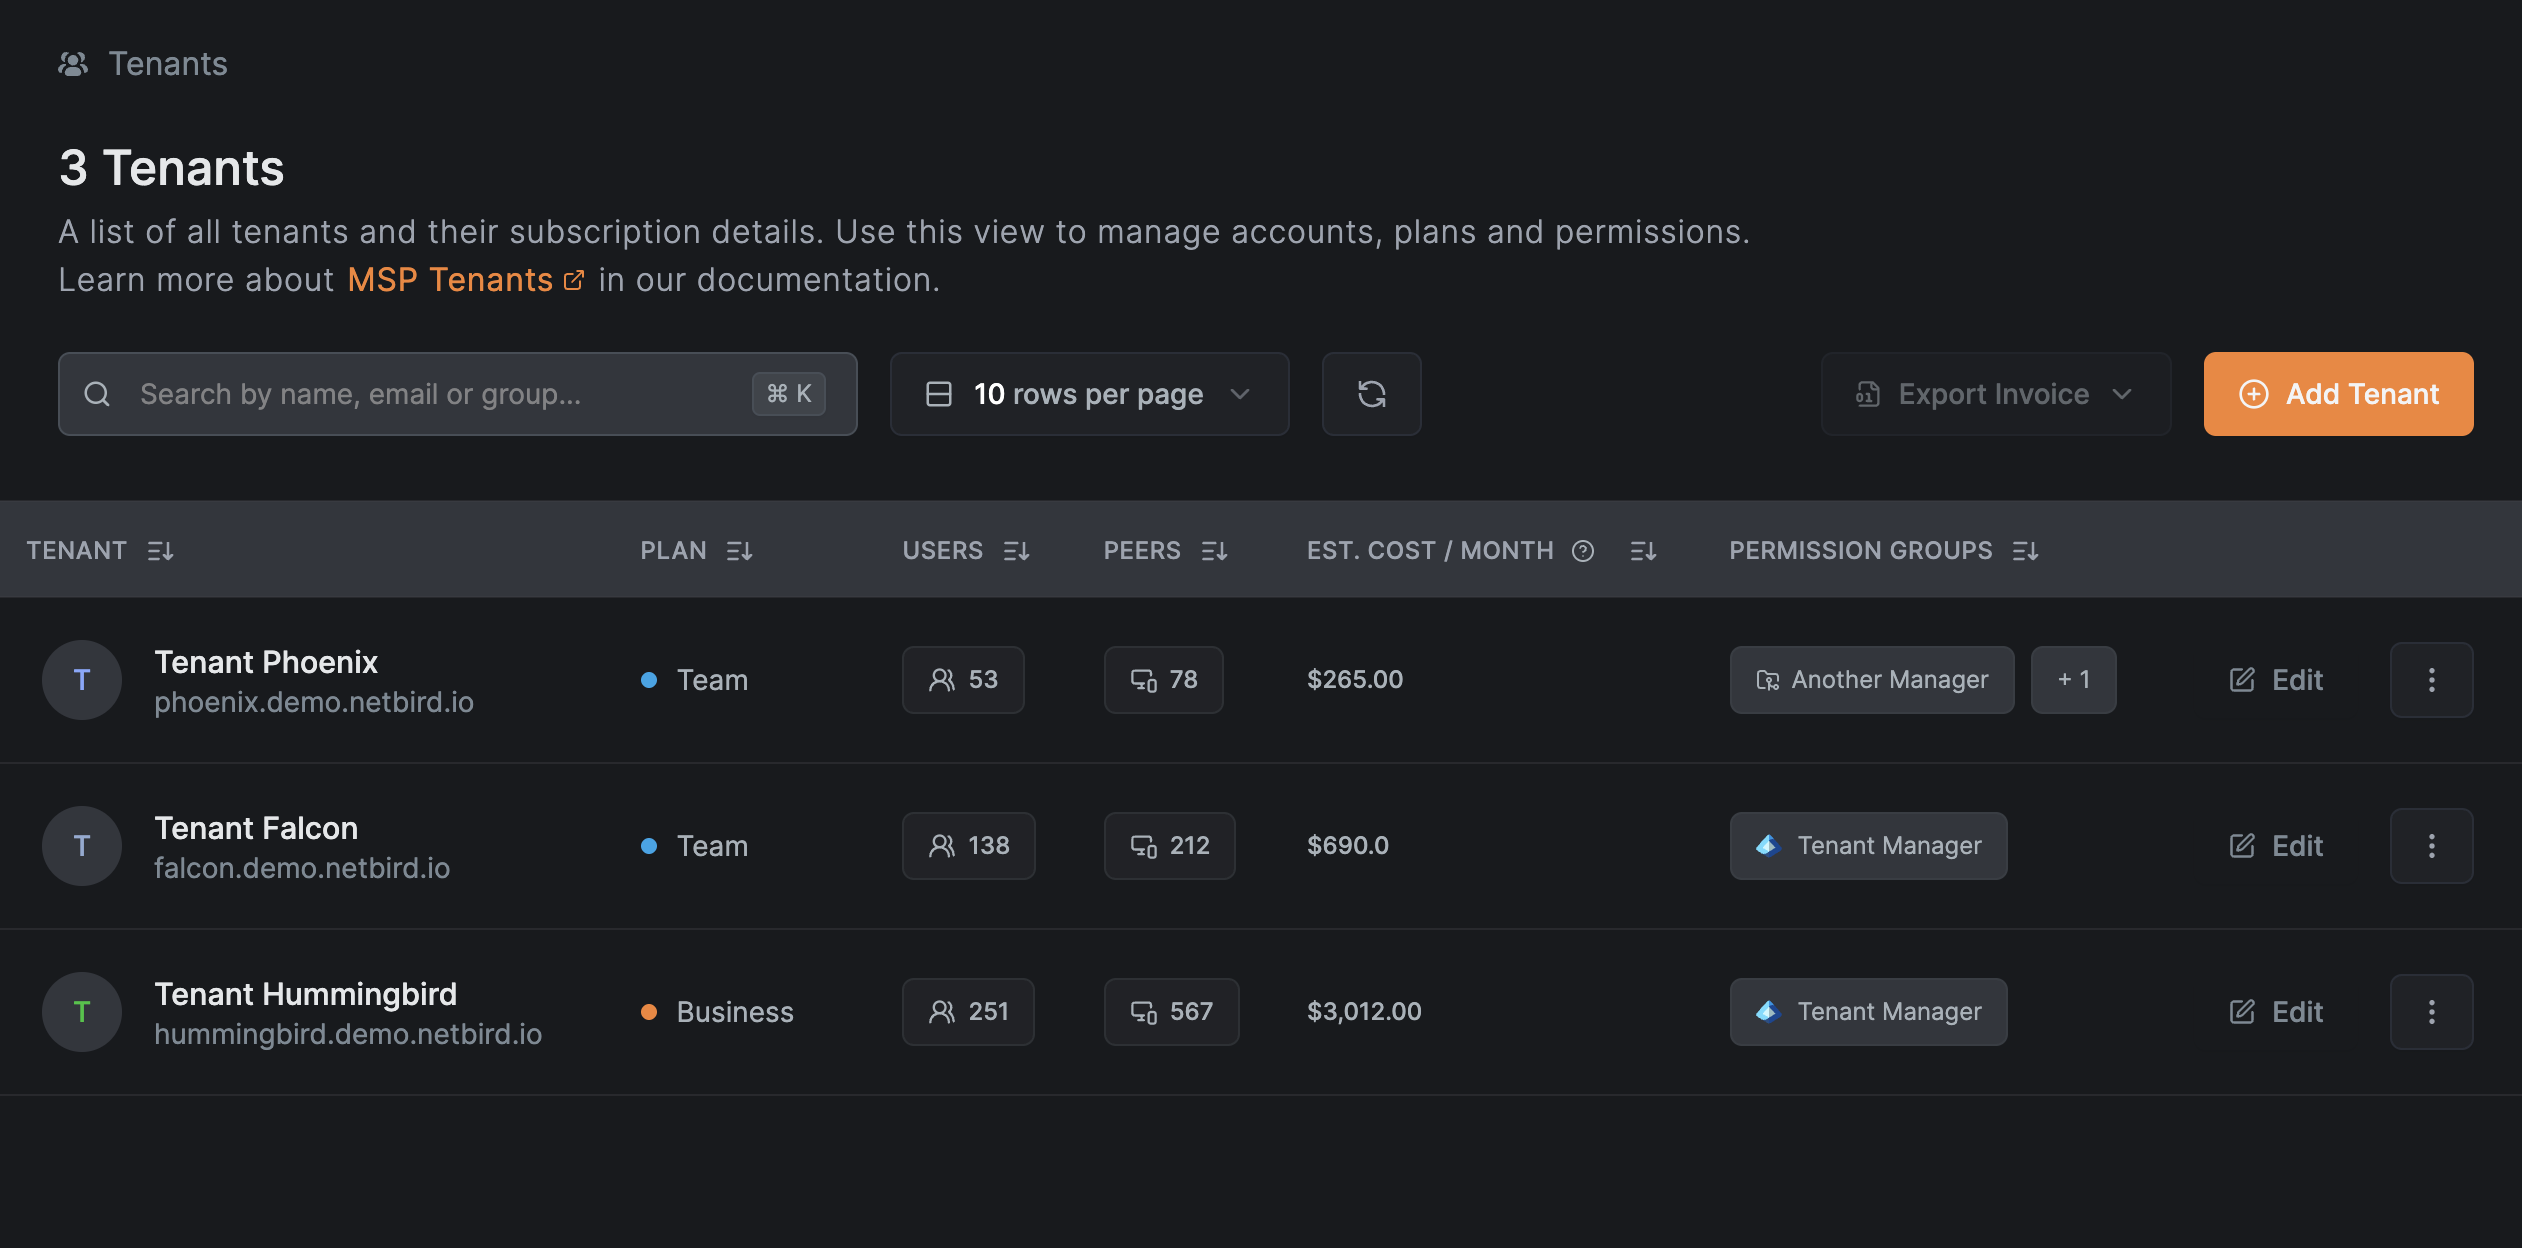 Tenants
3 Tenants
A list of all tenants and their subscription details. Use this view to manage accounts, plans and permissions.
Learn more about MSP Tenants in our documentation.
Search by name, email or group... ⌘ K 10 rows per page Export Invoice Add Tenant
TENANT PLAN USERS PEERS EST. COST / MONTH PERMISSION GROUPS
T Tenant Phoenix
phoenix.demo.netbird.io
Team 53 78 $265.00 Another Manager + 1 Edit
T Tenant Falcon
falcon.demo.netbird.io
Team 138 212 $690.0 Tenant Manager Edit
T Tenant Hummingbird
hummingbird.demo.netbird.io
Business 251 567 $3,012.00 Tenant Manager Edit